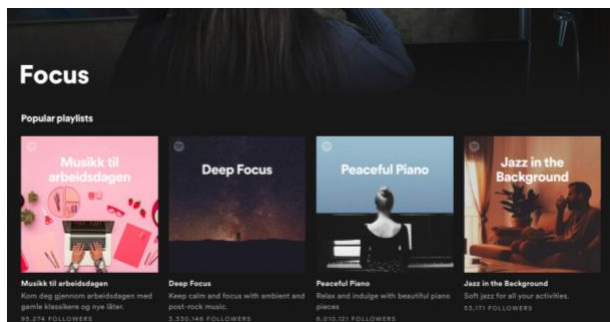 Focus
Popular playlists
Musikk til
arbeidsdagen
Deep Focus
Peaceful Piano
Jazz in the
Background
Musikk til arbeidsdagen
Kom deg gjennom arbeidsdagen med
gamle klassikere og nye låter.
95,274 FOLLOWERS
Deep Focus
Keep calm and focus with ambient and
post-rock music.
3,330,146 FOLLOWERS
Peaceful Piano
Relax and indulge with beautiful piano
pieces
6,010,121 FOLLOWERS
Jazz in the Background
Soft jazz for all your activities.
55,171 FOLLOWERS